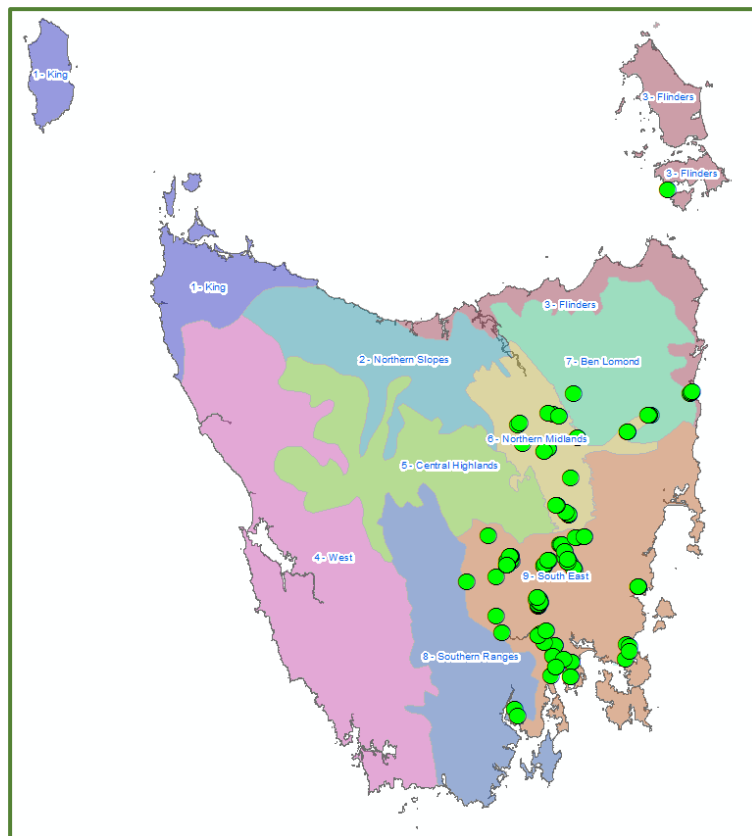 1 - King
3 - Flinders
3 - Flinders
1 - King
3 - Flinders
2 - Northern Slopes
7 - Ben Lomond
6 - Northern Midlands
5 - Central Highlands
4 - West
9 - South East
8 - Southern Ranges